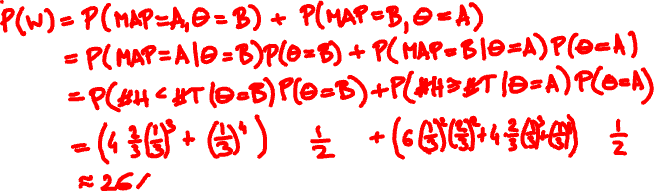 P(W) = P(MAP=A, Θ=B) + P(MAP=B, Θ=A)
= P(MAP=A|Θ=B)P(Θ=B) + P(MAP=B|Θ=A)P(Θ=A)
= P(#H < #T|Θ=B)P(Θ=B)+P(#H≥#T|Θ=A)P(Θ=A)
= (4 2/3 (1/3)³ + (1/3)⁴) 1/2 + (6(1/3)²(2/3)²+4 2/3 (1/3)³+(1/3)⁴) 1/2
≈ 26/